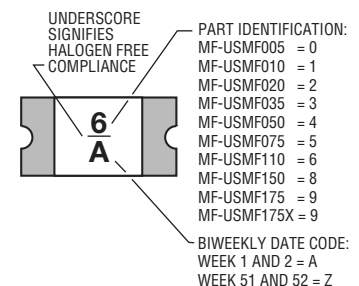 UNDERSCORE
SIGNIFIES
HALOGEN FREE
COMPLIANCE
PART IDENTIFICATION:
MF-USMF005 = 0
MF-USMF010 = 1
MF-USMF020 = 2
MF-USMF035 = 3
MF-USMF050 = 4
MF-USMF075 = 5
MF-USMF110 = 6
MF-USMF150 = 8
MF-USMF175 = 9
MF-USMF175X = 9
6
A
BIWEEKLY DATE CODE:
WEEK 1 AND 2 = A
WEEK 51 AND 52 = Z